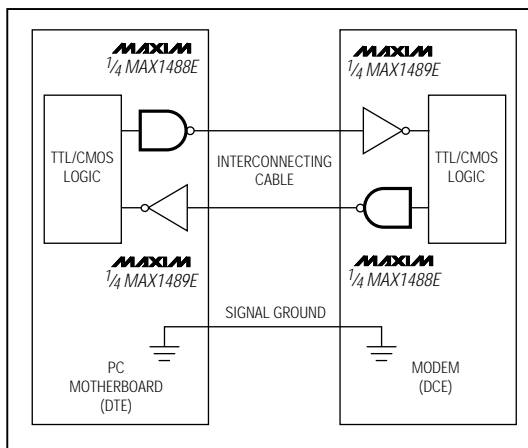 MAXIM
1/4 MAX1488E
MAXIM
1/4 MAX1489E
TTL/CMOS
LOGIC
INTERCONNECTING
CABLE
TTL/CMOS
LOGIC
MAXIM
1/4 MAX1489E
MAXIM
1/4 MAX1488E
SIGNAL GROUND
PC
MOTHERBOARD
(DTE)
MODEM
(DCE)